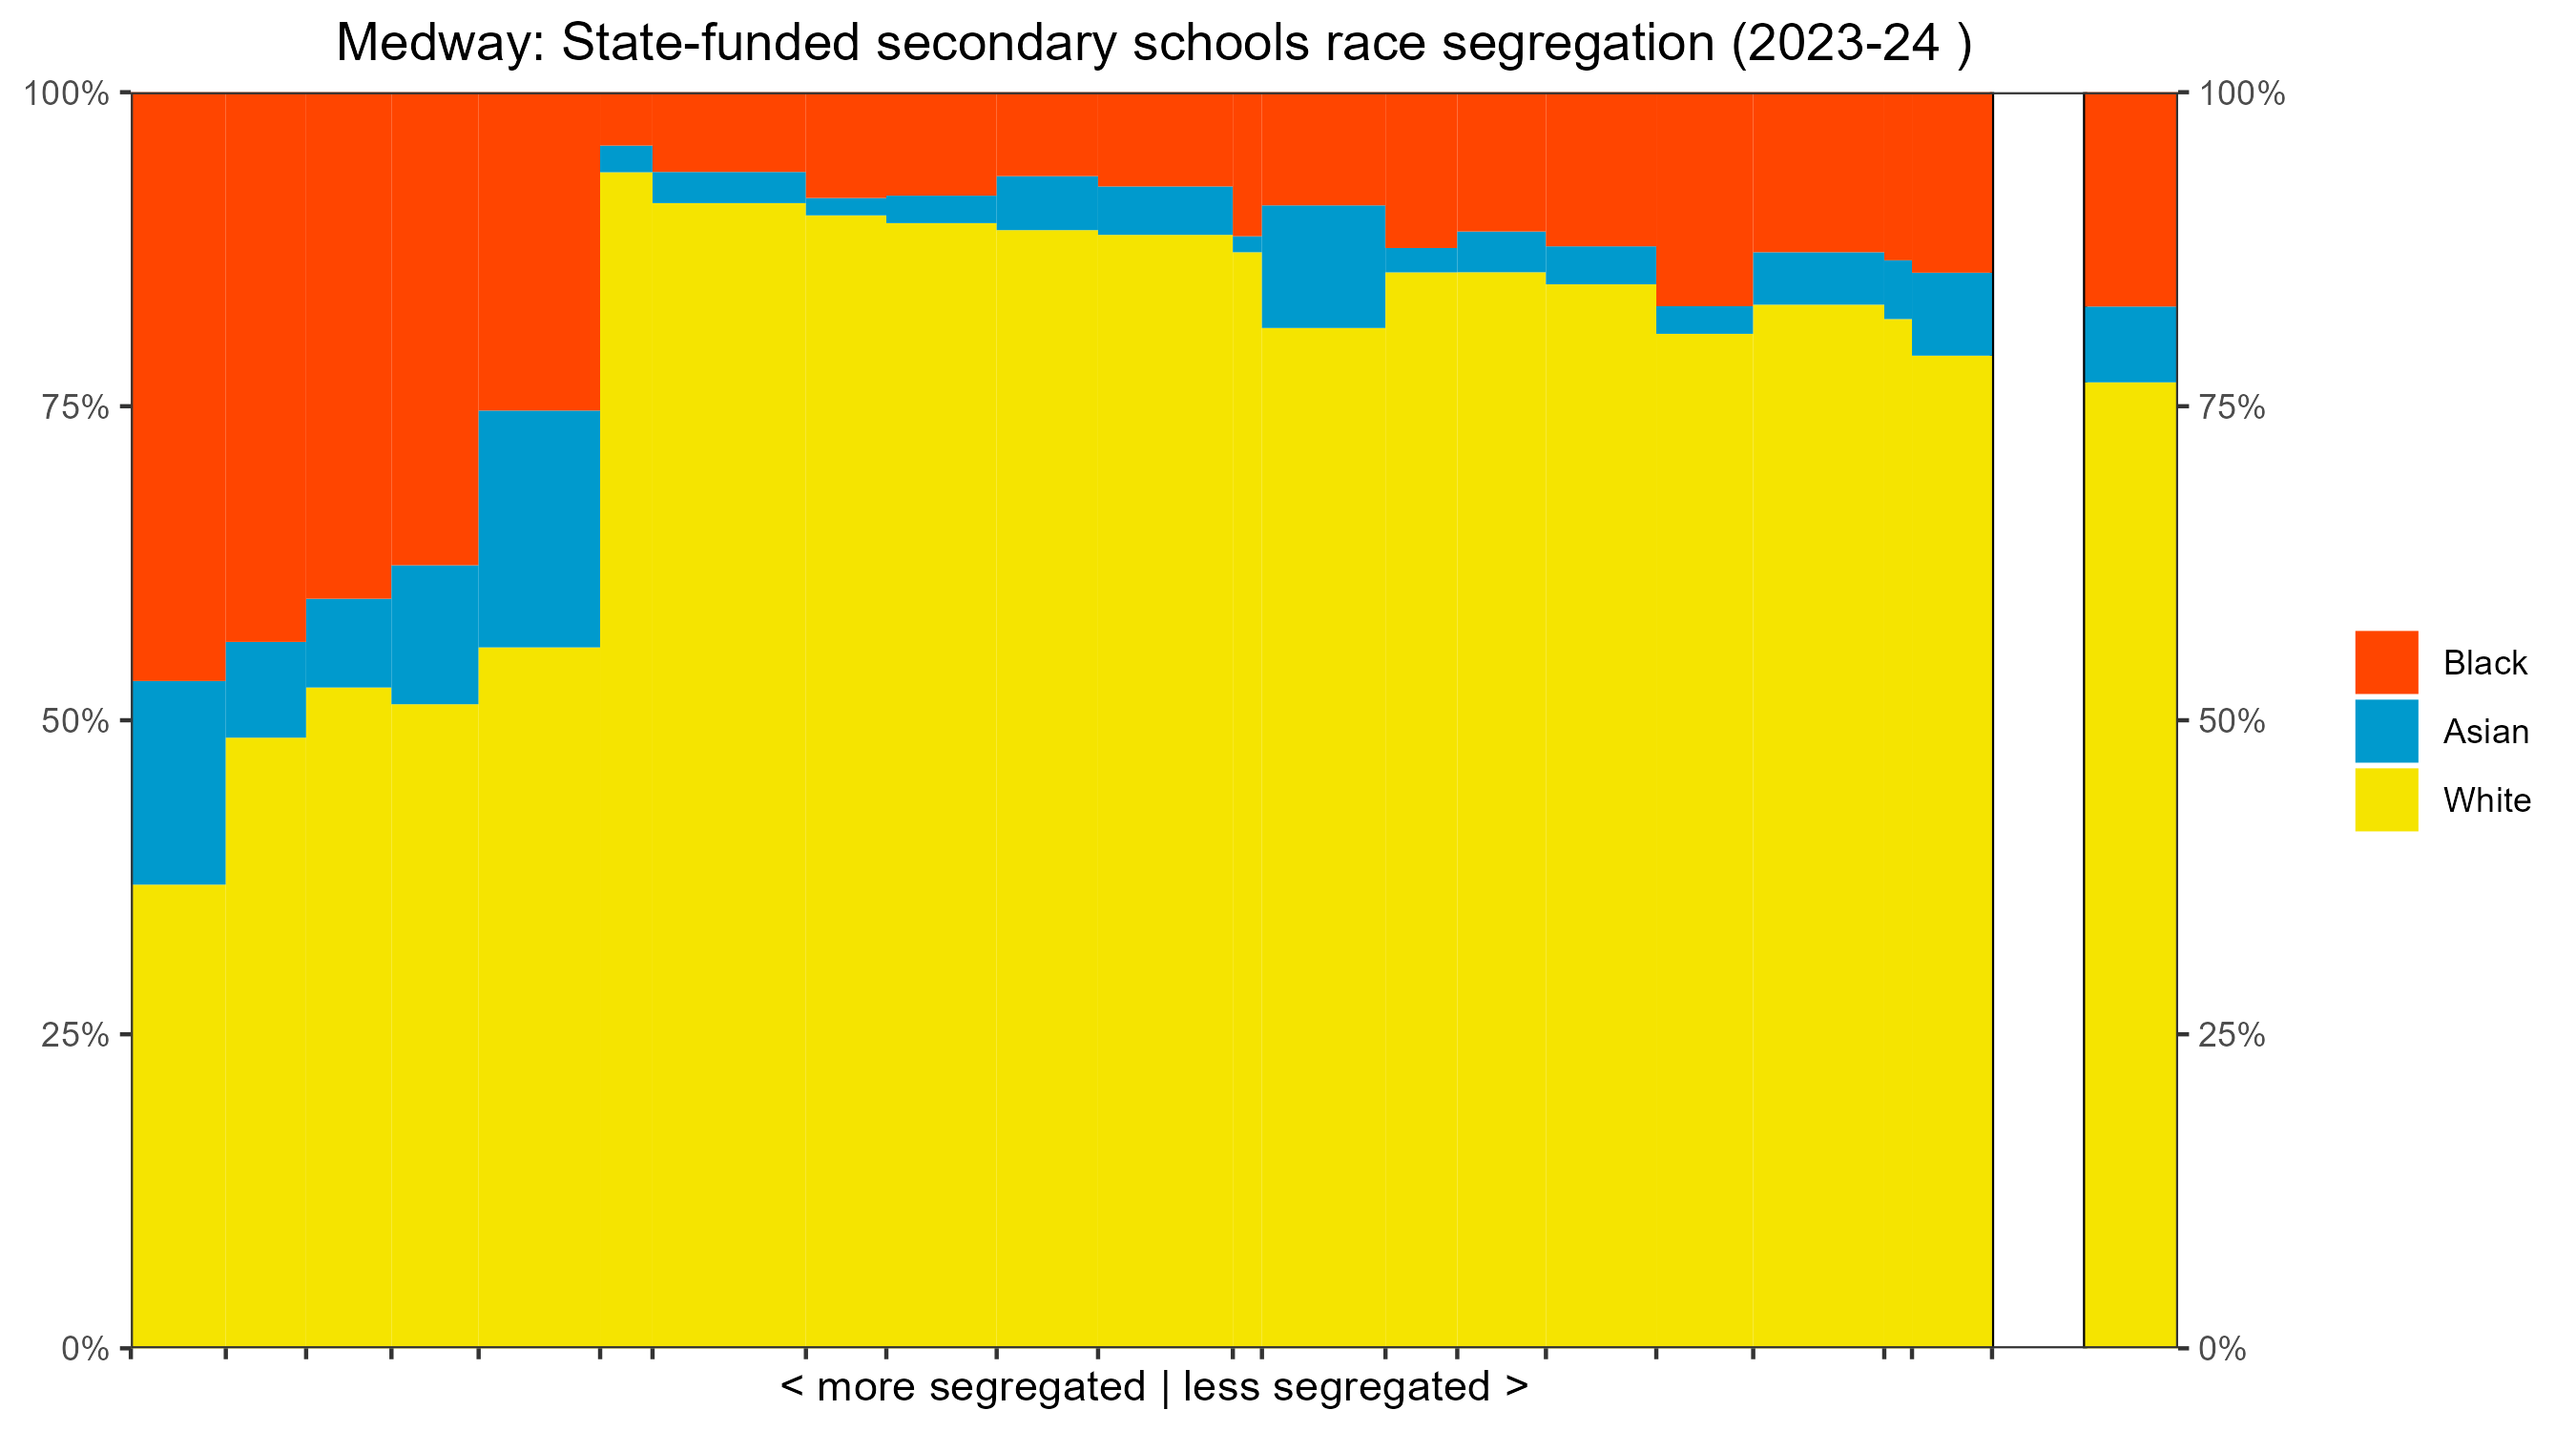 Medway: State-funded secondary schools race segregation (2023-24 )
100%
75%
50%
25%
0%
100%
75%
50%
25%
0%
Black
Asian
White
< more segregated | less segregated >